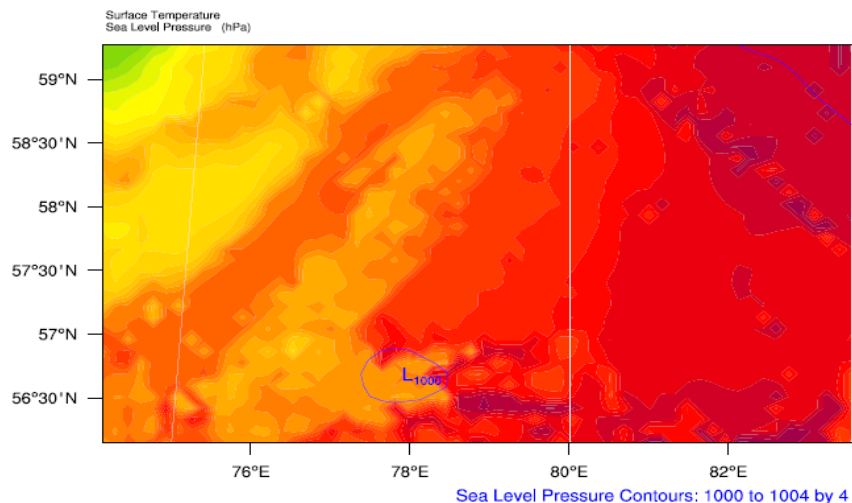 Surface Temperature
Sea Level Pressure (hPa)
59°N
58°30'N
58°N
57°30'N
57°N
56°30'N
L1000
76°E 78°E 80°E 82°E
Sea Level Pressure Contours: 1000 to 1004 by 4